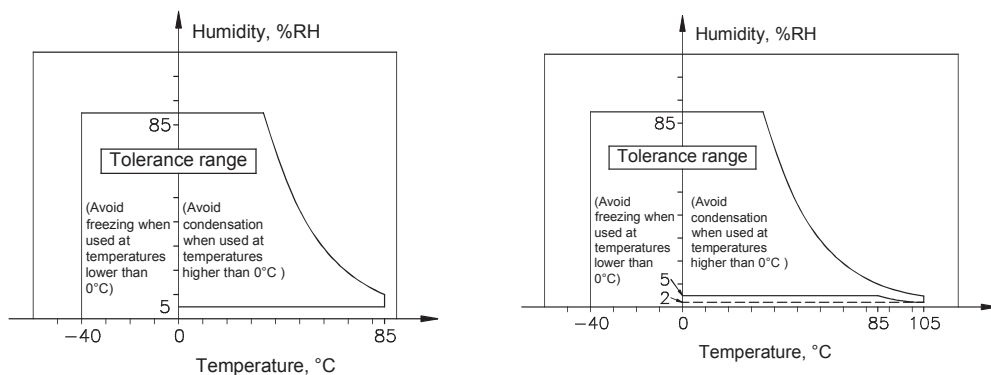 Humidity, %RH
85
Tolerance range
(Avoid
freezing when
used at
temperatures
lower than
0°C)
(Avoid
condensation
when used at
temperatures
higher than 0°C )
5
−40
0
85
Temperature, °C
Humidity, %RH
85
Tolerance range
(Avoid
freezing when
used at
temperatures
lower than
0°C)
(Avoid
condensation
when used at
temperatures
higher than 0°C )
5
2
−40
0
85
105
Temperature, °C